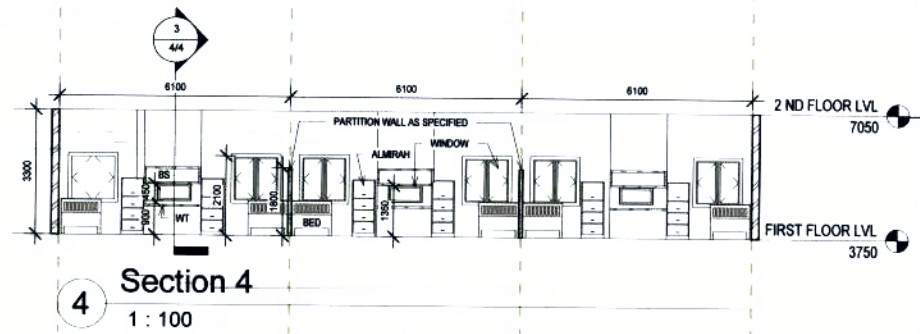 3
4/4
6100
6100
6100
2 ND FLOOR LVL
7050
PARTITION WALL AS SPECIFIED
ALMIRAH
WINDOW
3300
BS
450
900
WT
2100
1800
BED
1350
FIRST FLOOR LVL
3750
4
Section 4
1 : 100